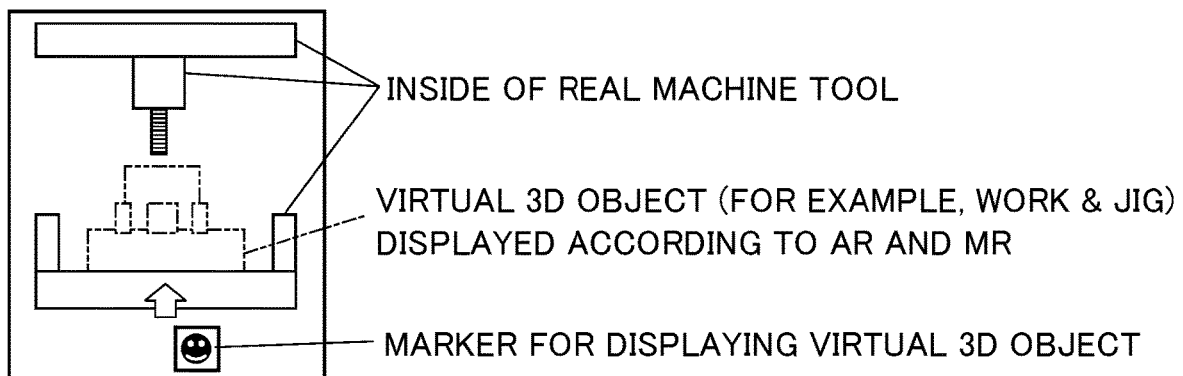 INSIDE OF REAL MACHINE TOOL
VIRTUAL 3D OBJECT (FOR EXAMPLE, WORK & JIG)
DISPLAYED ACCORDING TO AR AND MR
MARKER FOR DISPLAYING VIRTUAL 3D OBJECT